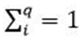 ∑_i^q = 1